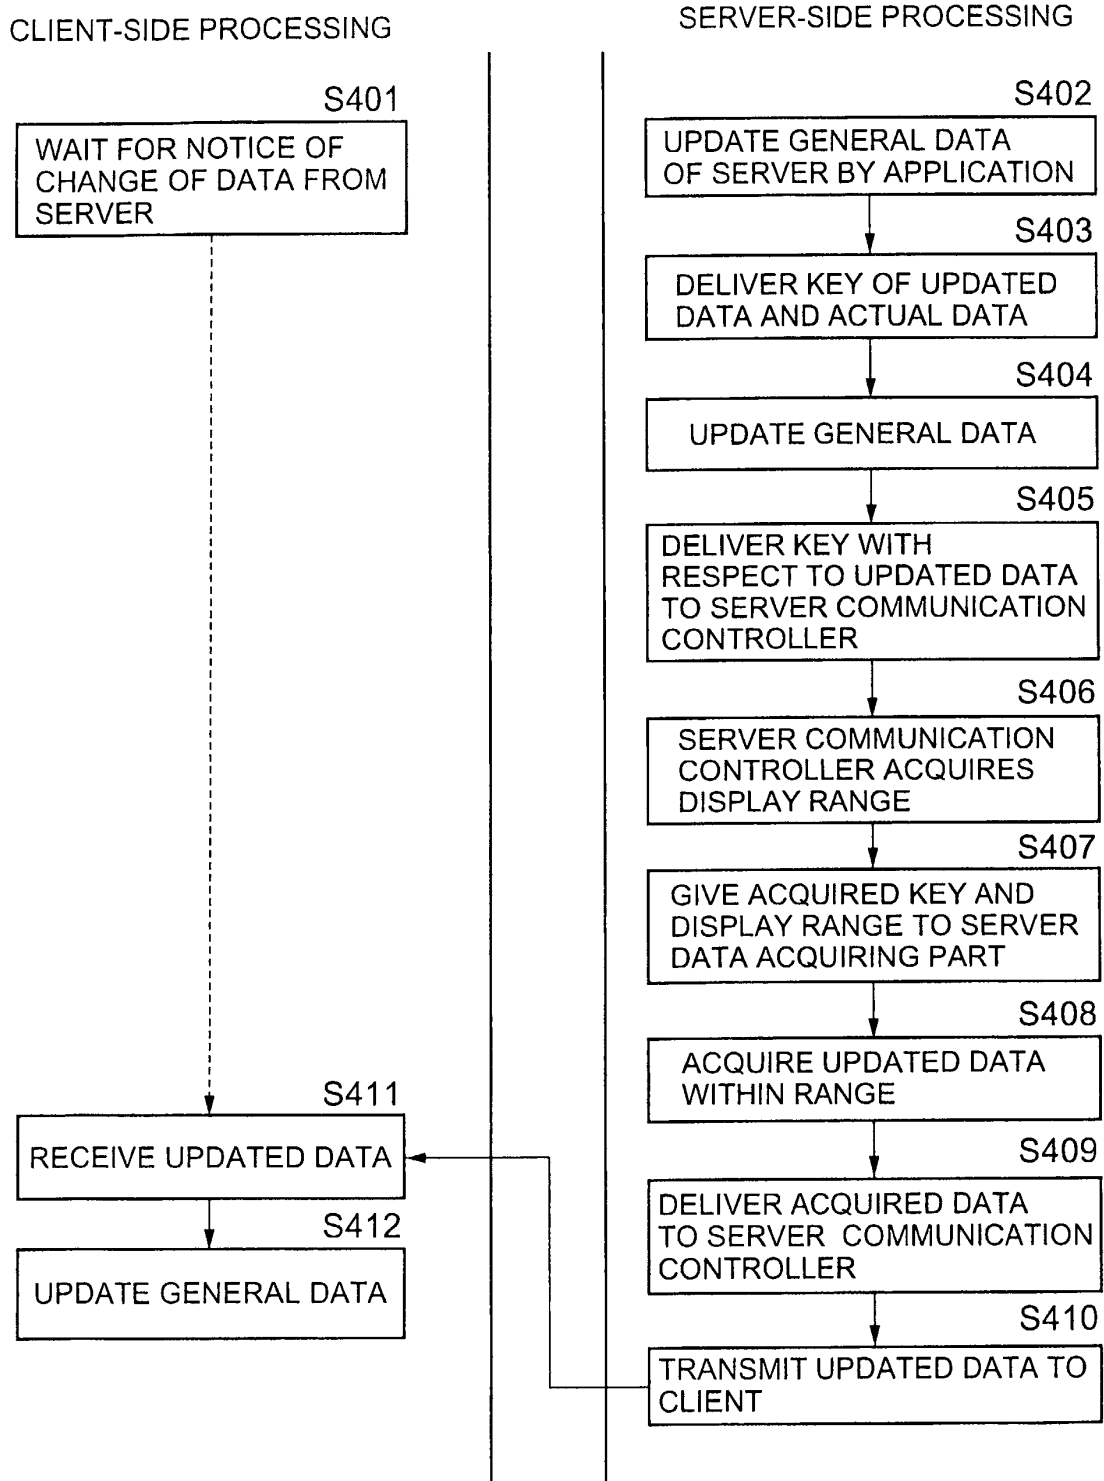 CLIENT-SIDE PROCESSING
SERVER-SIDE PROCESSING
S401
WAIT FOR NOTICE OF
CHANGE OF DATA FROM
SERVER
S402
UPDATE GENERAL DATA
OF SERVER BY APPLICATION
S403
DELIVER KEY OF UPDATED
DATA AND ACTUAL DATA
S404
UPDATE GENERAL DATA
S405
DELIVER KEY WITH
RESPECT TO UPDATED DATA
TO SERVER COMMUNICATION
CONTROLLER
S406
SERVER COMMUNICATION
CONTROLLER ACQUIRES
DISPLAY RANGE
S407
GIVE ACQUIRED KEY AND
DISPLAY RANGE TO SERVER
DATA ACQUIRING PART
S408
ACQUIRE UPDATED DATA
WITHIN RANGE
S409
DELIVER ACQUIRED DATA
TO SERVER COMMUNICATION
CONTROLLER
S410
TRANSMIT UPDATED DATA TO
CLIENT
S411
RECEIVE UPDATED DATA
S412
UPDATE GENERAL DATA